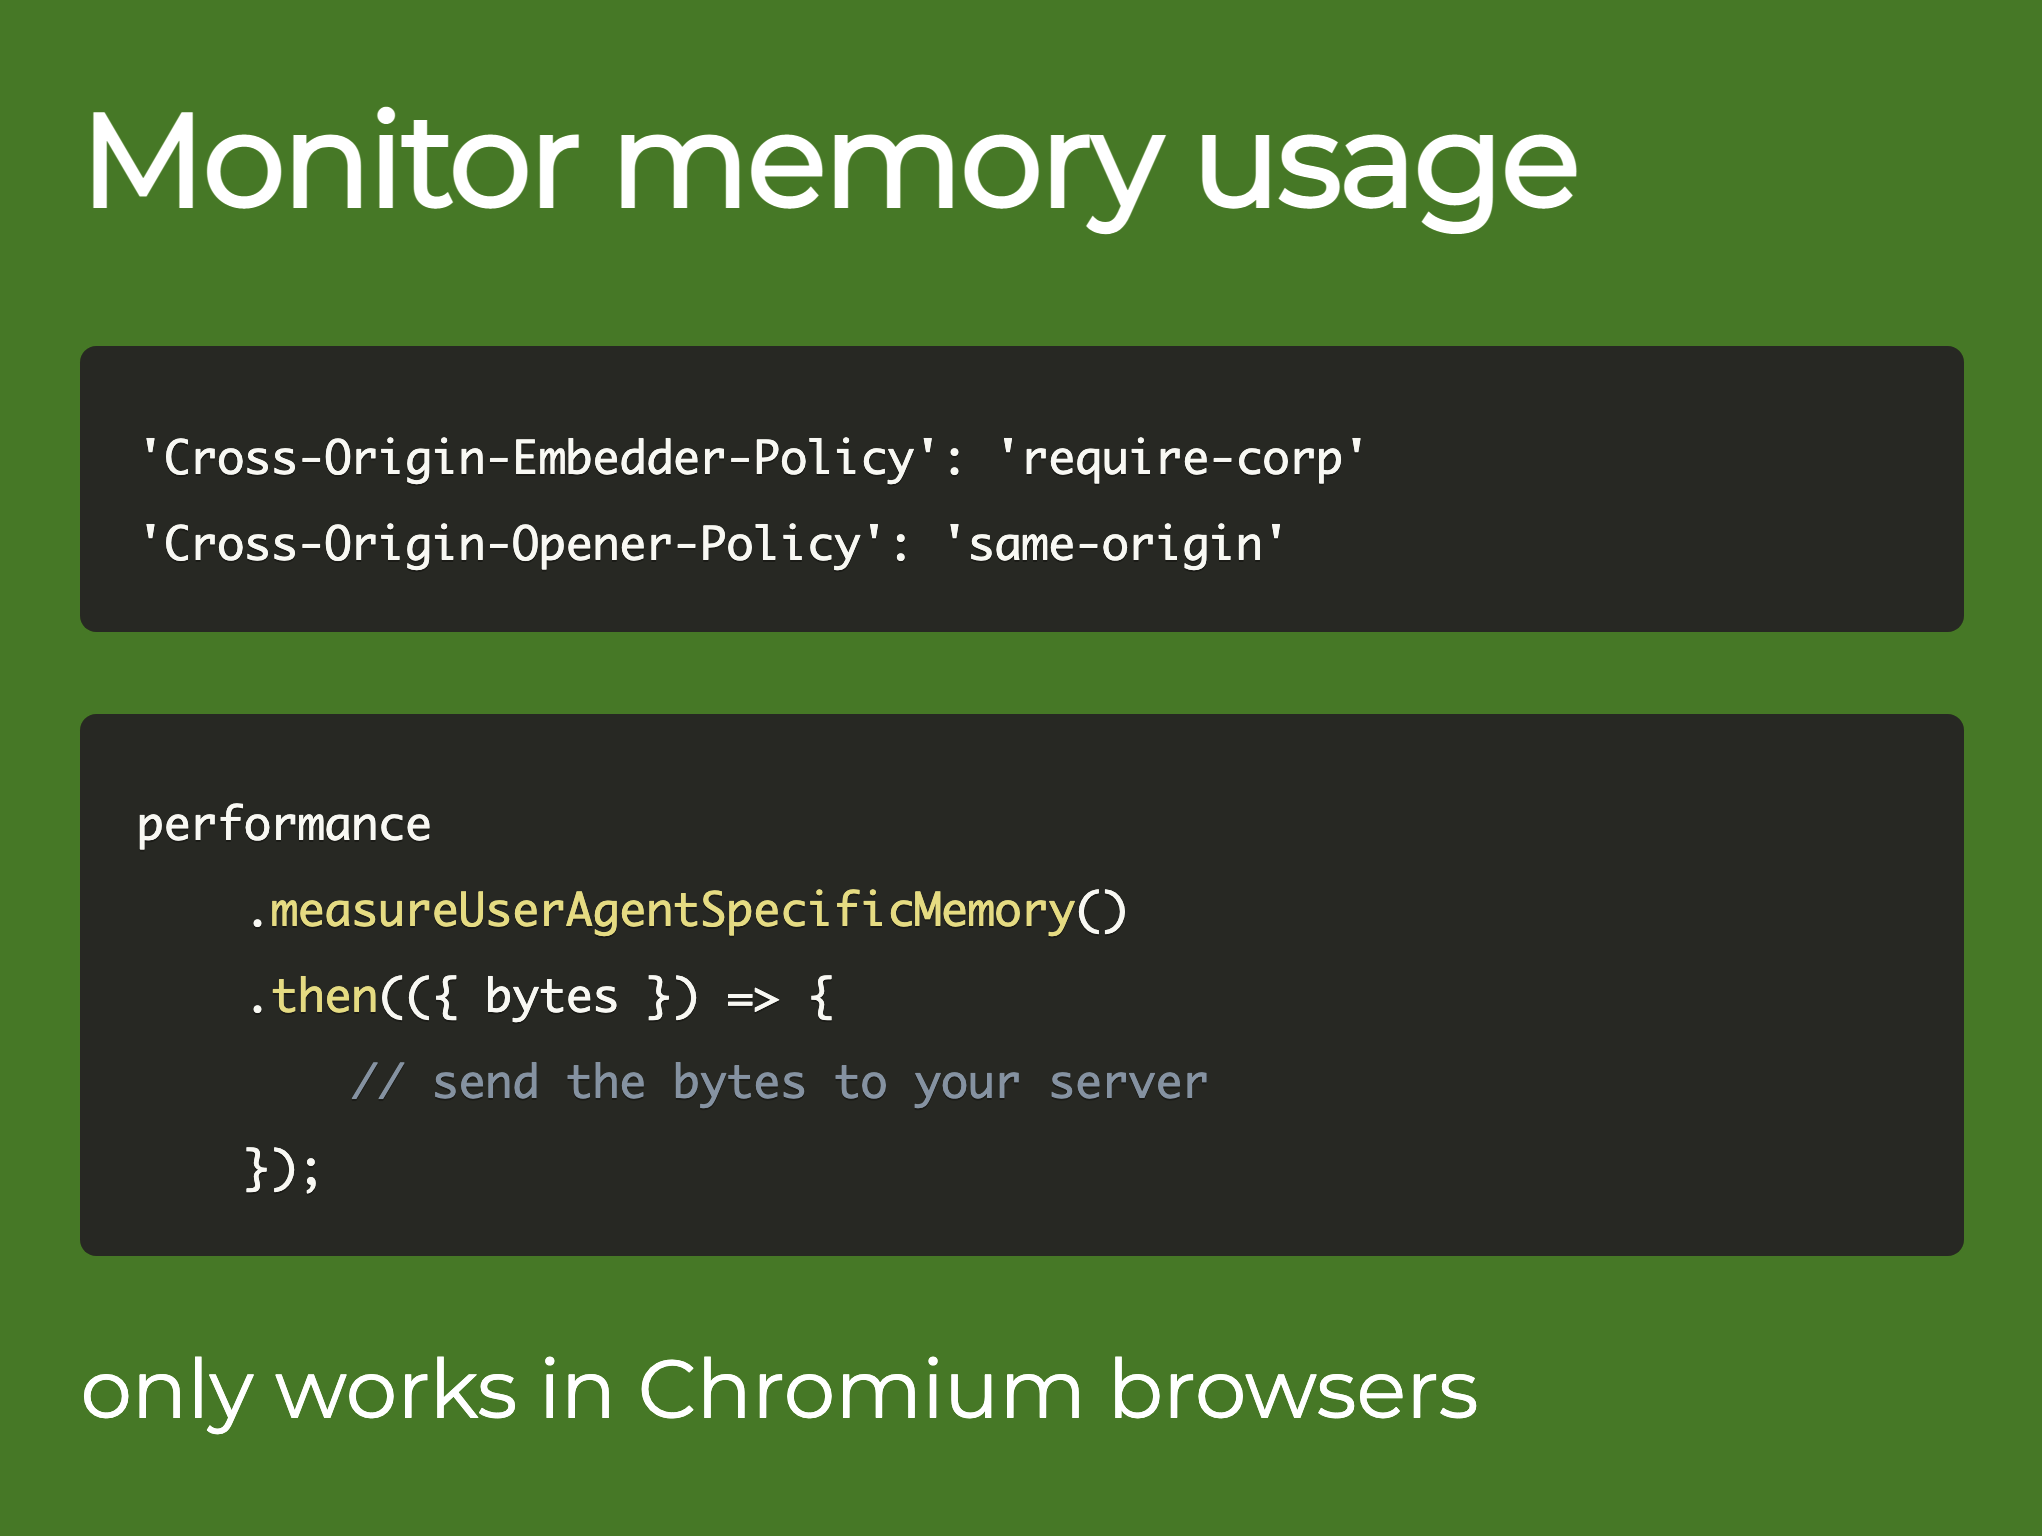 Monitor memory usage
'Cross-Origin-Embedder-Policy': 'require-corp'
'Cross-Origin-Opener-Policy': 'same-origin'
performance
    .measureUserAgentSpecificMemory()
    .then(({ bytes }) => {
        // send the bytes to your server
    });
only works in Chromium browsers